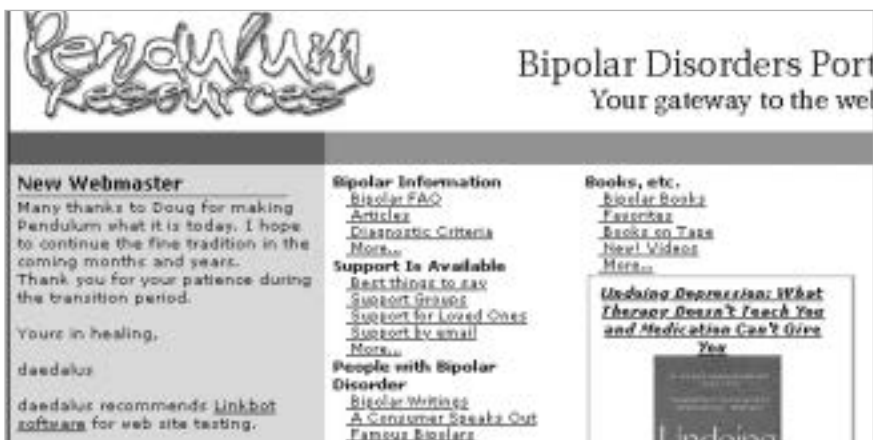 Pendulum
Resources
Bipolar Disorders Port
Your gateway to the wel
New Webmaster
Many thanks to Doug for making
Pendulum what it is today. I hope
to continue the fine tradition in the
coming months and years.
Thank you for your patience during
the transition period.
Yours in healing,
daedalus
daedalus recommends Linkbot
software for web site testing.
Bipolar Information
Bipolar FAQ
Articles
Diagnostic Criteria
More...
Support Is Available
Best things to say
Support Groups
Support for Loved Ones
Support by email
More...
People with Bipolar
Disorder
Bipolar Writings
A Consumer Speaks Out
Famous Bipolars
Books, etc.
Bipolar Books
Favorites
Books on Tape
New! Videos
More...
Undoing Depression: What
Therapy Doesn't Teach You
and Medication Can't Give
You
Undoing